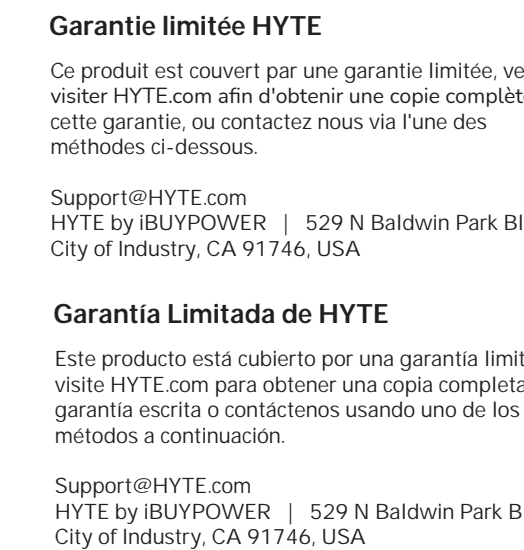 Garantie limitée HYTE
Ce produit est couvert par une garantie limitée,
visiter HYTE.com afin d'obtenir une copie
cette garantie, ou contactez nous via l'une des
méthodes ci-dessous.
Support@HYTE.com
HYTE by iBUYPOWER | 529 N Baldwin Park
City of Industry, CA 91746, USA
Garantía Limitada de HYTE
Este producto está cubierto por una garantía
visite HYTE.com para obtener una copia completa
garantía escrita o contáctenos usando uno de los
métodos a continuación.
Support@HYTE.com
HYTE by iBUYPOWER | 529 N Baldwin Park
City of Industry, CA 91746, USA